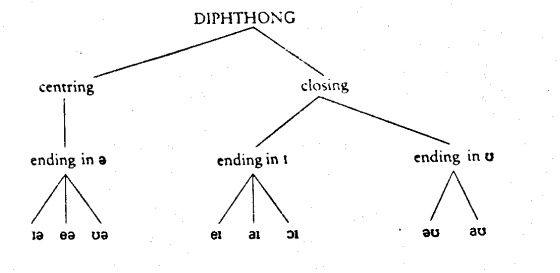 DIPHTHONG
centring closing
ending in ə ending in ɪ ending in ʊ
ɪə eə ʊə eɪ aɪ ɔɪ əʊ aʊ